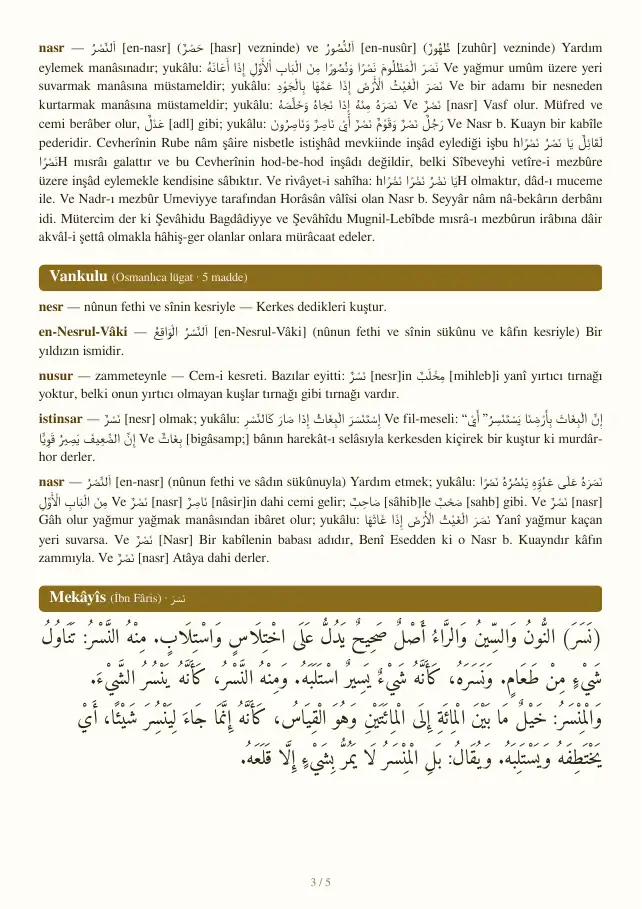 nasr — اَلنَّصْرُ [en-nasr] (حَصْرٌ [hasr] vezninde) ve اَلنُّصُورُ [en-nusûr] (ظُهُورٌ [zuhûr] vezninde) Yardım
eylemek manâsınadır; yukâlu: نَصَرَ الْمَظْلُومَ نَصْرًا وَنُصُورًا مِنَ الْبَابِ الْأَوَّلِ إِذَا أَعَانَهُ Ve yağmur umûm üzere yeri
suvarmak manasına müstameldir; yukâlu: نَصَرَ الْغَيْثُ الْأَرْضَ إِذَا عَمَّهَا بِالْجَوْدِ Ve bir adamı bir nesneden
kurtarmak manâsına müstameldir; yukâlu: نَصَرَهُ مِنْهُ إِذَا نَجَّاهُ وَخَلَّصَهُ Ve نَصْرٌ [nasr] Vasf olur. Müfred ve
cemi berâber olur, عَدْلٌ [adl] gibi; yukâlu: رَجُلٌ نَصْرٌ وَقَوْمٌ نَصْرٌ أَيْ نَاصِرٌ وَنَاصِرُونَ Ve Nasr b. Kuayn bir kabîle
pederidir. Cevherînin Rube nâm şâire nisbetle istişhâd mevkiinde inşâd eylediği işbu hلَقَائِلٌ يَا نَصْرُ نَصْرًا
نَصْرًاH mısrâı galattır ve bu Cevherînin hod-be-hod inşâdı değildir, belki Sîbeveyhi vetîre-i mezbûre
üzere inşâd eylemekle kendisine sâbıktır. Ve rivâyet-i sahîha: hيَا نَضْرُ نَضْرًا نَضْرًاH olmaktır, dâd-ı muceme
ile. Ve Nadr-ı mezbûr Umeviyye tarafından Horâsân vâlîsi olan Nasr b. Seyyâr nâm nâ-bekârın derbânı
idi. Mütercim der ki Şevâhidu Bagdâdiyye ve Şevâhîdu Mugnil-Lebîbde mısrâ-ı mezbûrun irâbına dâir
akvâl-i şettâ olmakla hâhiş-ger olanlar onlara mürâcaat edeler.
Vankulu (Osmanlıca lügat · 5 madde)
nesr — nûnun fethi ve sînin kesriyle — Kerkes dedikleri kuştur.
en-Nesrul-Vâki — اَلنَّسْرُ الْوَاقِعُ [en-Nesrul-Vâki] (nûnun fethi ve sînin sükûnu ve kâfın kesriyle) Bir
yıldızın ismidir.
nusur — zammeteynle — Cem-i kesreti. Bazılar eyitti: نَسْرٌ [nesr]in مِخْلَبٌ [mihleb]i yanî yırtıcı tırnağı
yoktur, belki onun yırtıcı olmayan kuşlar tırnağı gibi tırnağı vardır.
istinsar — نَسْرٌ [nesr] olmak; yukâlu: إِسْتَنْسَرَ الْبِغَاثُ إِذَا صَارَ كَالنَّسْرِ Ve fil-meseli: “إِنَّ الْبِغَاثَ بِأَرْضِنَا يَسْتَنْسِرُ” أَيْ
إِنَّ الضَّعِيفَ يَصِيرُ قَوِيًّا Ve بِغَاثٌ [bigâsamp;] bânın harekât-ı selâsıyla kerkesden kiçirek bir kuştur ki murdâr-
hor derler.
nasr — اَلنَّصْرُ [en-nasr] (nûnun fethi ve sâdın sükûnuyla) Yardım etmek; yukâlu: نَصَرَهُ عَلَى عَدُوِّهِ يَنْصُرُهُ نَصْرًا
مِنَ الْبَابِ الْأَوَّلِ Ve نَصْرٌ [nasr] نَاصِرٌ [nâsir]in dahi cemi gelir; صَاحِبٌ [sâhib]le صَحْبٌ [sahb] gibi. Ve نَصْرٌ [nasr]
Gâh olur yağmur yağmak manâsından ibâret olur; yukâlu: نَصَرَ الْغَيْثُ الْأَرْضَ إِذَا غَاثَهَا Yanî yağmur kaçan
yeri suvarsa. Ve نَصْرٌ [Nasr] Bir kabîlenin babası adıdır, Benî Esedden ki o Nasr b. Kuayndır kâfın
zammıyla. Ve نَصْرٌ [nasr] Atâya dahi derler.
Mekâyîs (İbn Fâris) · نَسَرَ
(نَسَرَ) النُّونُ وَالسِّينُ وَالرَّاءُ أَصْلٌ صَحِيحٌ يَدُلُّ عَلَى اخْتِلَاسٍ وَاسْتِلَابٍ. مِنْهُ النَّسْرُ: تَنَاوُلُ
شَيْءٍ مِنْ طَعَامٍ. وَنَسَرَهُ، كَأَنَّهُ شَيْءٌ يَسِيرٌ اسْتَلَبَهُ. وَمِنْهُ النَّسْرُ، كَأَنَّهُ يَنْسُرُ الشَّيْءَ.
وَالْمِنْسَرُ: خَيْلٌ مَا بَيْنَ الْمِائَةِ إِلَى الْمِائَتَيْنِ وَهُوَ الْقِيَاسُ، كَأَنَّهُ إِنَّمَا جَاءَ لِيَنْسُرَ شَيْئًا، أَيْ
يَخْتَطِفَهُ وَيَسْتَلِبَهُ. وَيُقَالُ: بَلِ الْمِنْسَرُ لَا يَمُرُّ بِشَيْءٍ إِلَّا قَلَعَهُ.
3 / 5